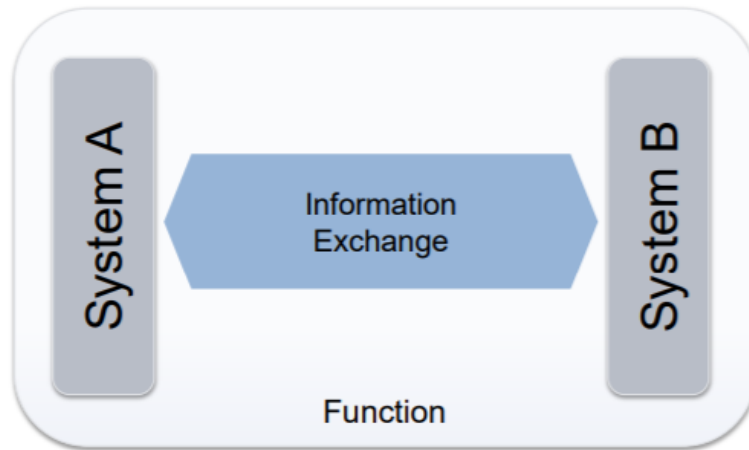 System A
Information
Exchange
System B
Function